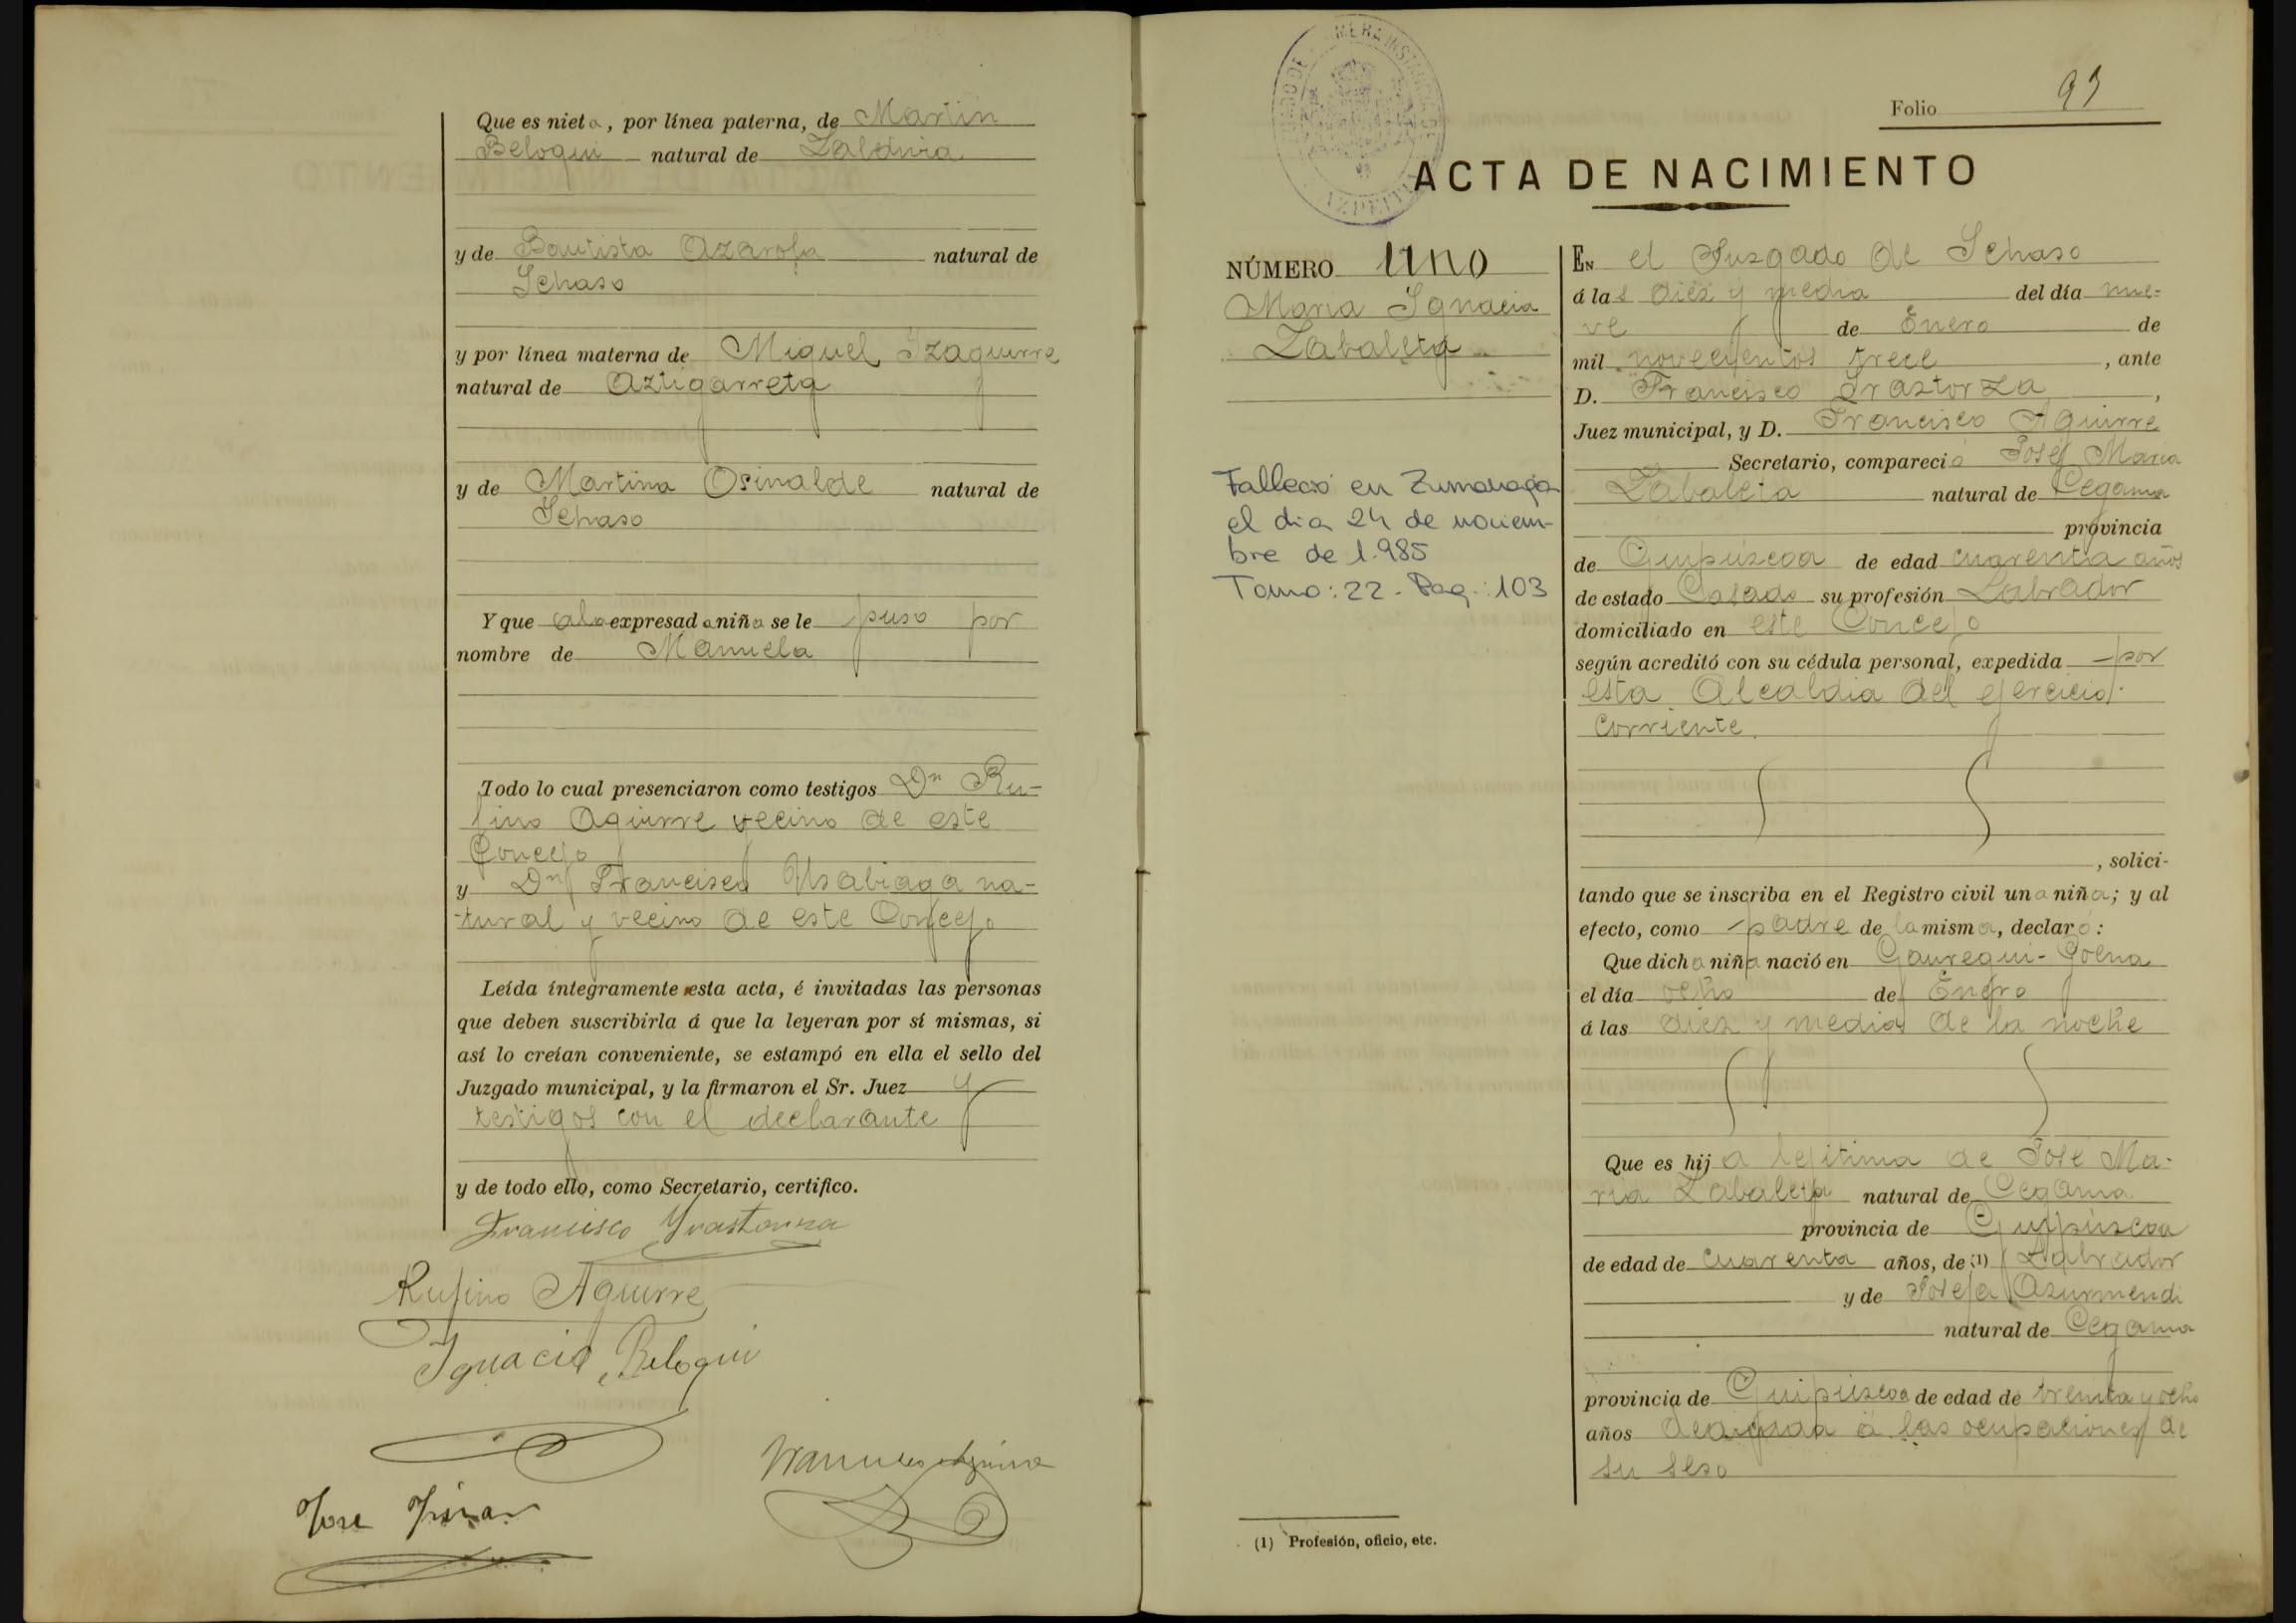 Que es nieta, por línea paterna, de Martin
Beloqui natural de Zaldivia
y de Bautista Azarola natural de
Ichaso
y por línea materna de Miguel Izaguirre
natural de Aztigarreta
y de Martina Osinalde natural de
Ichaso
Y que a la expresada niña se le puso por
nombre de Manuela
Todo lo cual presenciaron como testigos Dn Ru-
fino Aguirre vecino de este
Concejo
y Dn Francisco Usabiaga na-
tural y vecino de este Concejo
Leída íntegramente esta acta, é invitadas las personas
que deben suscribirla á que la leyeran por sí mismas, si
así lo creían conveniente, se estampó en ella el sello del
Juzgado municipal, y la firmaron el Sr. Juez y
testigos con el declarante
y de todo ello, como Secretario, certifico.
Francisco Yrastorza
Rufino Aguirre
Ignacio Beloqui
Jose
AZPEITIA
Folio 93
ACTA DE NACIMIENTO
NÚMERO uno
Maria Ignacia
Zabaleta
Falleció en Zumarraga
el dia 24 de noviem-
bre de 1.985
Tomo: 22 - Pag.: 103
En el Juzgado de Ichaso
á las diez y media del día nue-
ve de Enero de
mil novecientos trece, ante
D. Francisco Irastorza,
Juez municipal, y D. Francisco Aguirre
Secretario, compareció José Maria
Zabaleta natural de Cegama
provincia
de Guipúzcoa de edad cuarenta años
de estado Casado su profesión Labrador
domiciliado en este Concejo
según acreditó con su cédula personal, expedida por
esta Alcaldia del ejercicio
corriente.
, solici-
tando que se inscriba en el Registro civil una niña; y al
efecto, como padre de la misma, declaró:
Que dicha niña nació en Gauregui-Goena
el día ocho de Enero
á las diez y media de la noche
Que es hija legitima de José Ma-
ria Zabaleta natural de Cegama
provincia de Guipúzcoa
de edad de cuarenta años, de (1) Labrador
y de Josefa Azurmendi
natural de Cegama
provincia de Guipúzcoa de edad de treinta y ocho
años dedicada á las ocupaciones de
su sexo
(1) Profesión, oficio, etc.